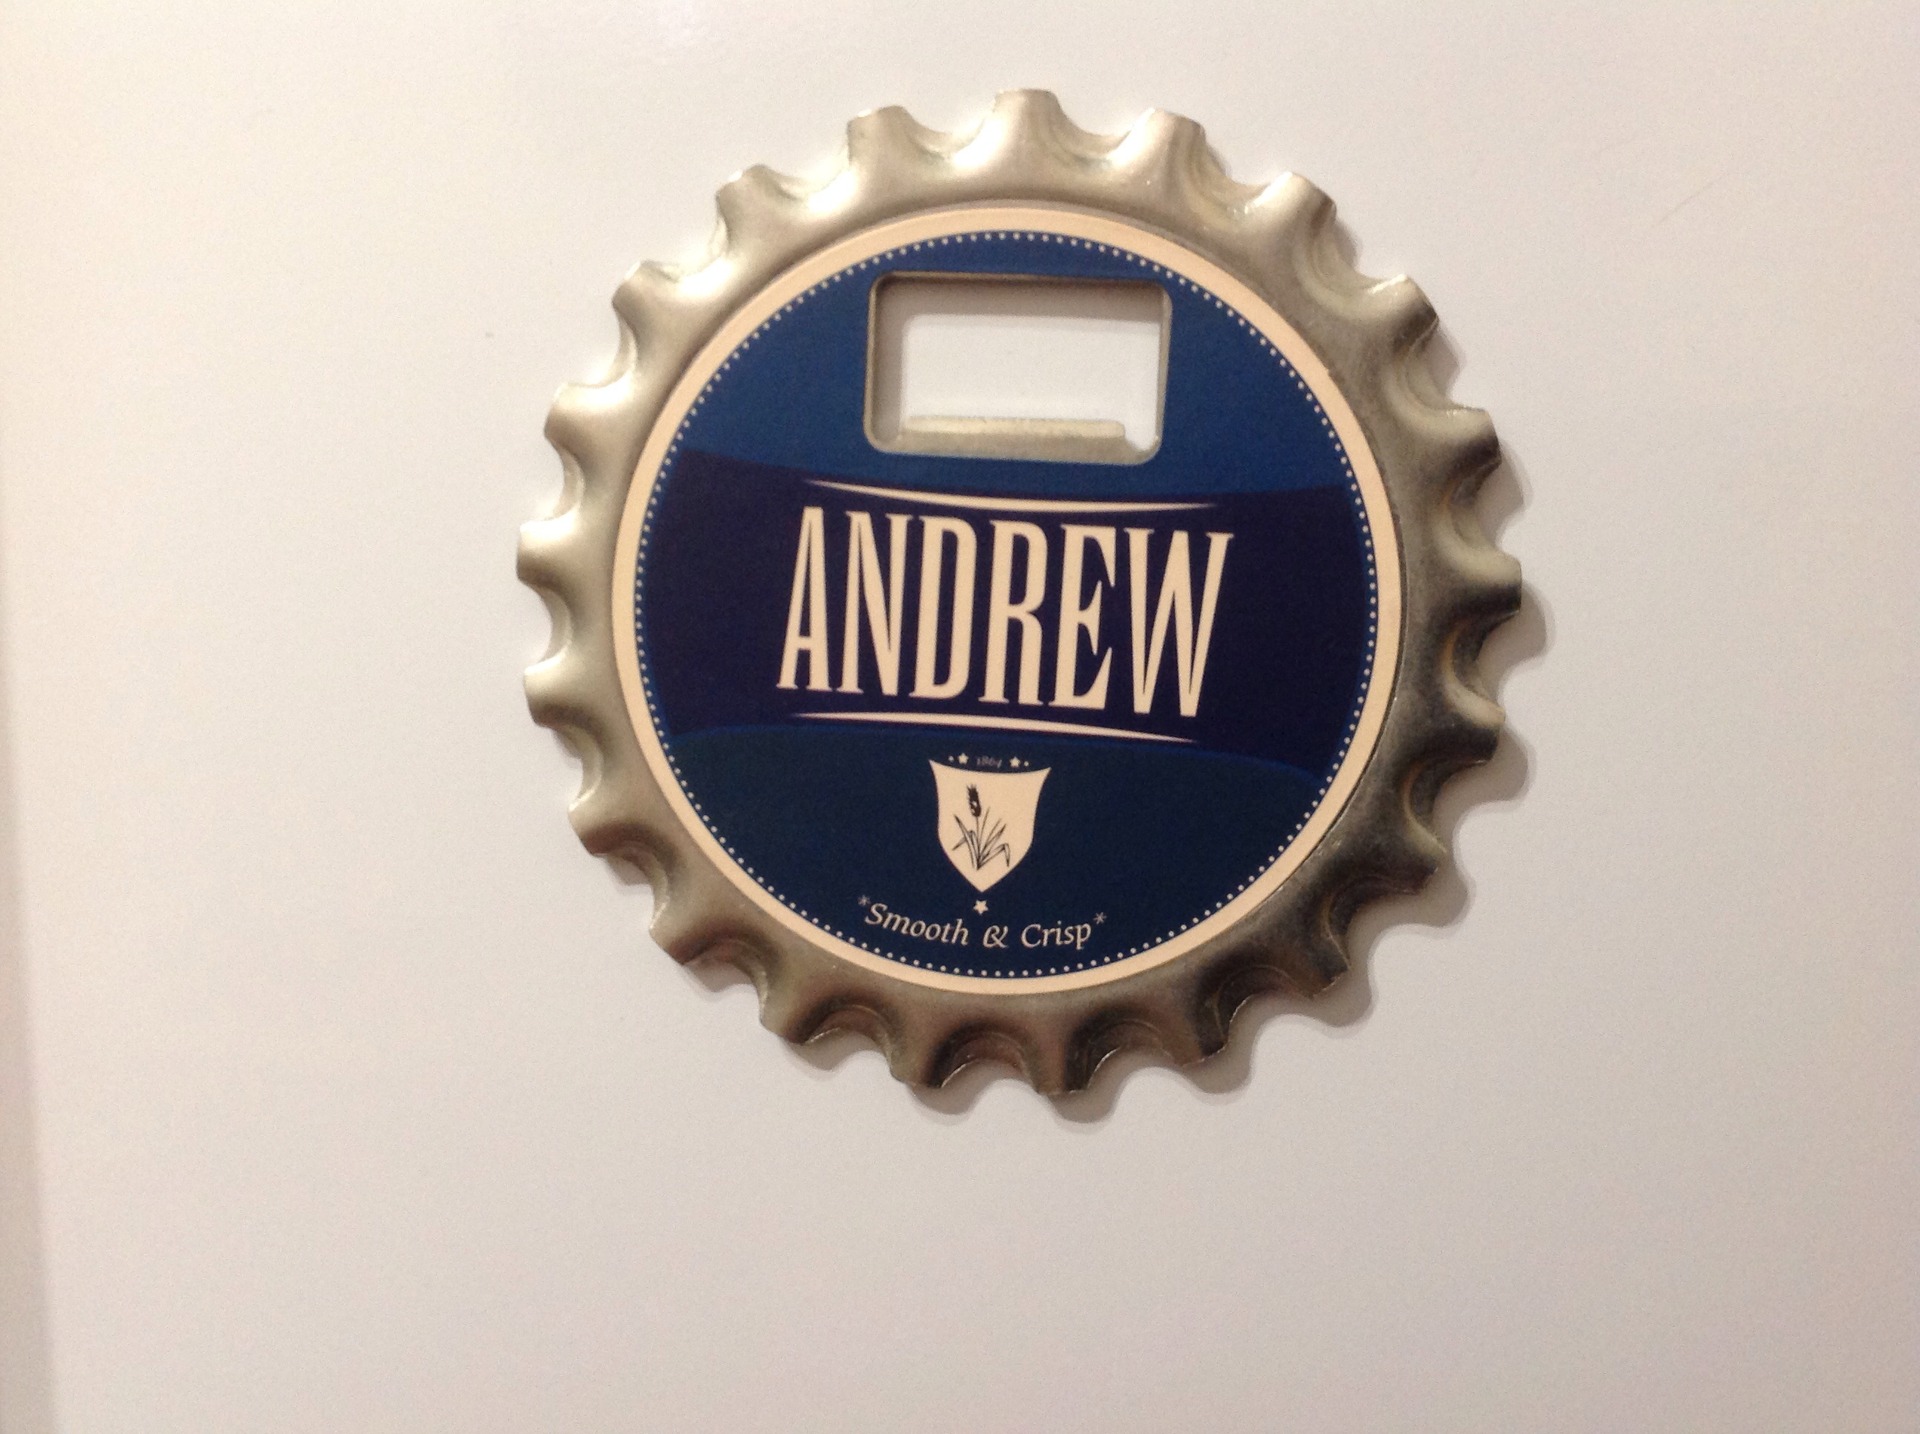 ANDREW
1864
*Smooth & Crisp*